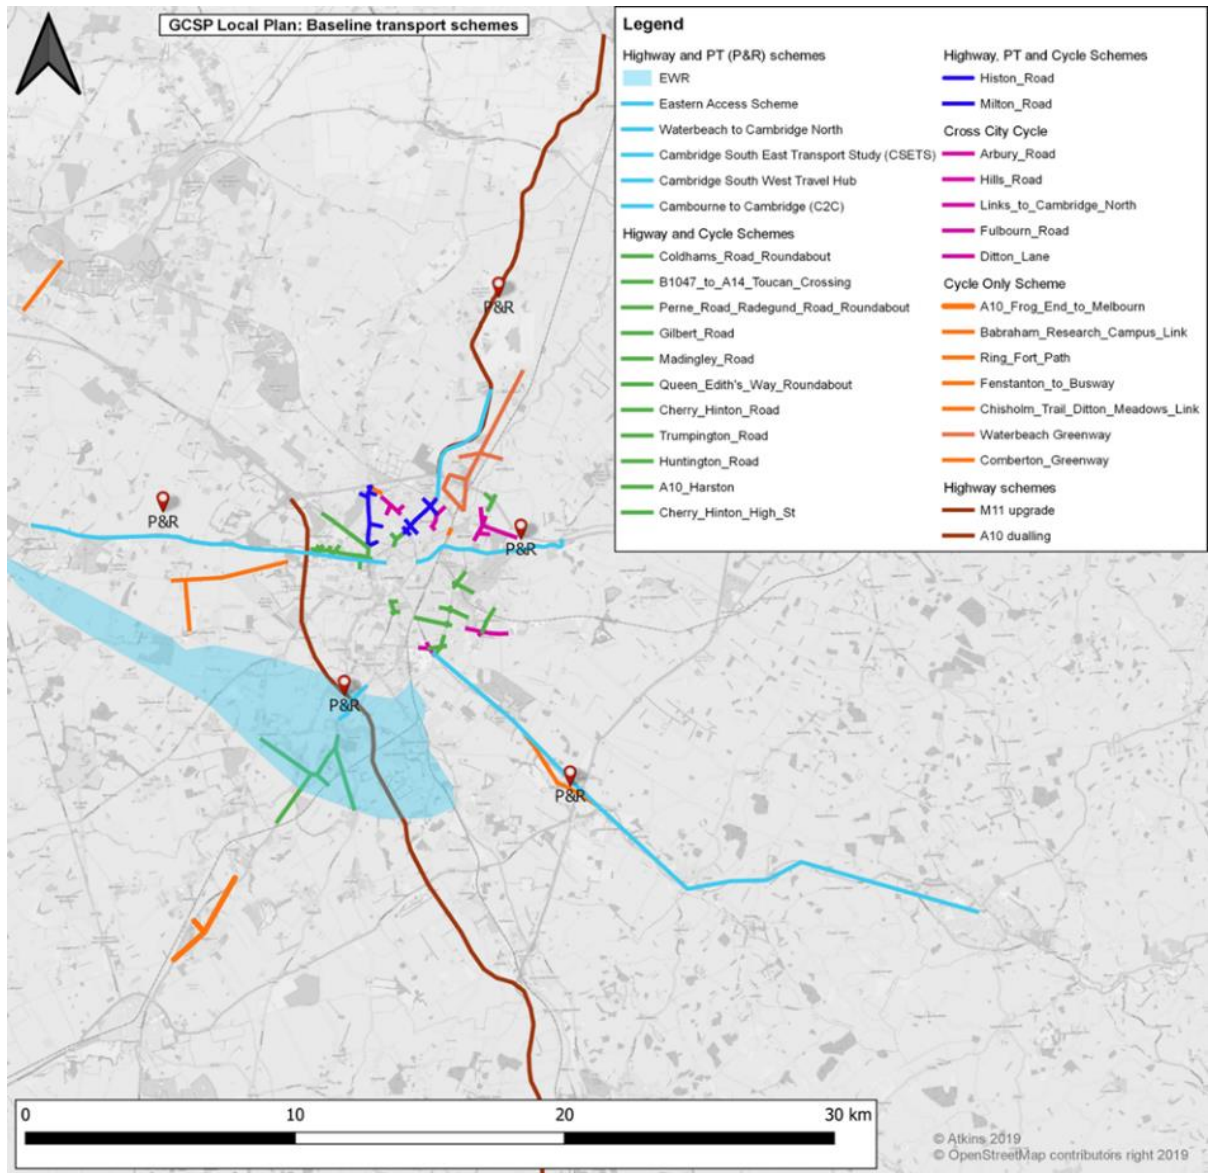 GCSP Local Plan: Baseline transport schemes
Legend
Highway and PT (P&R) schemes
EWR
Eastern Access Scheme
Waterbeach to Cambridge North
Cambridge South East Transport Study (CSETS)
Cambridge South West Travel Hub
Cambourne to Cambridge (C2C)
Higway and Cycle Schemes
Coldhams_Road_Roundabout
B1047_to_A14_Toucan_Crossing
Perne_Road_Radegund_Road_Roundabout
Gilbert_Road
Madingley_Road
Queen_Edith's_Way_Roundabout
Cherry_Hinton_Road
Trumpington_Road
Huntington_Road
A10_Harston
Cherry_Hinton_High_St
Highway, PT and Cycle Schemes
Histon_Road
Milton_Road
Cross City Cycle
Arbury_Road
Hills_Road
Links_to_Cambridge_North
Fulbourn_Road
Ditton_Lane
Cycle Only Scheme
A10_Frog_End_to_Melbourn
Babraham_Research_Campus_Link
Ring_Fort_Path
Fenstanton_to_Busway
Chisholm_Trail_Ditton_Meadows_Link
Waterbeach Greenway
Comberton_Greenway
Highway schemes
M11 upgrade
A10 dualling
P&R
P&R
P&R
P&R
P&R
0 10 20 30 km
© Atkins 2019
© OpenStreetMap contributors right 2019